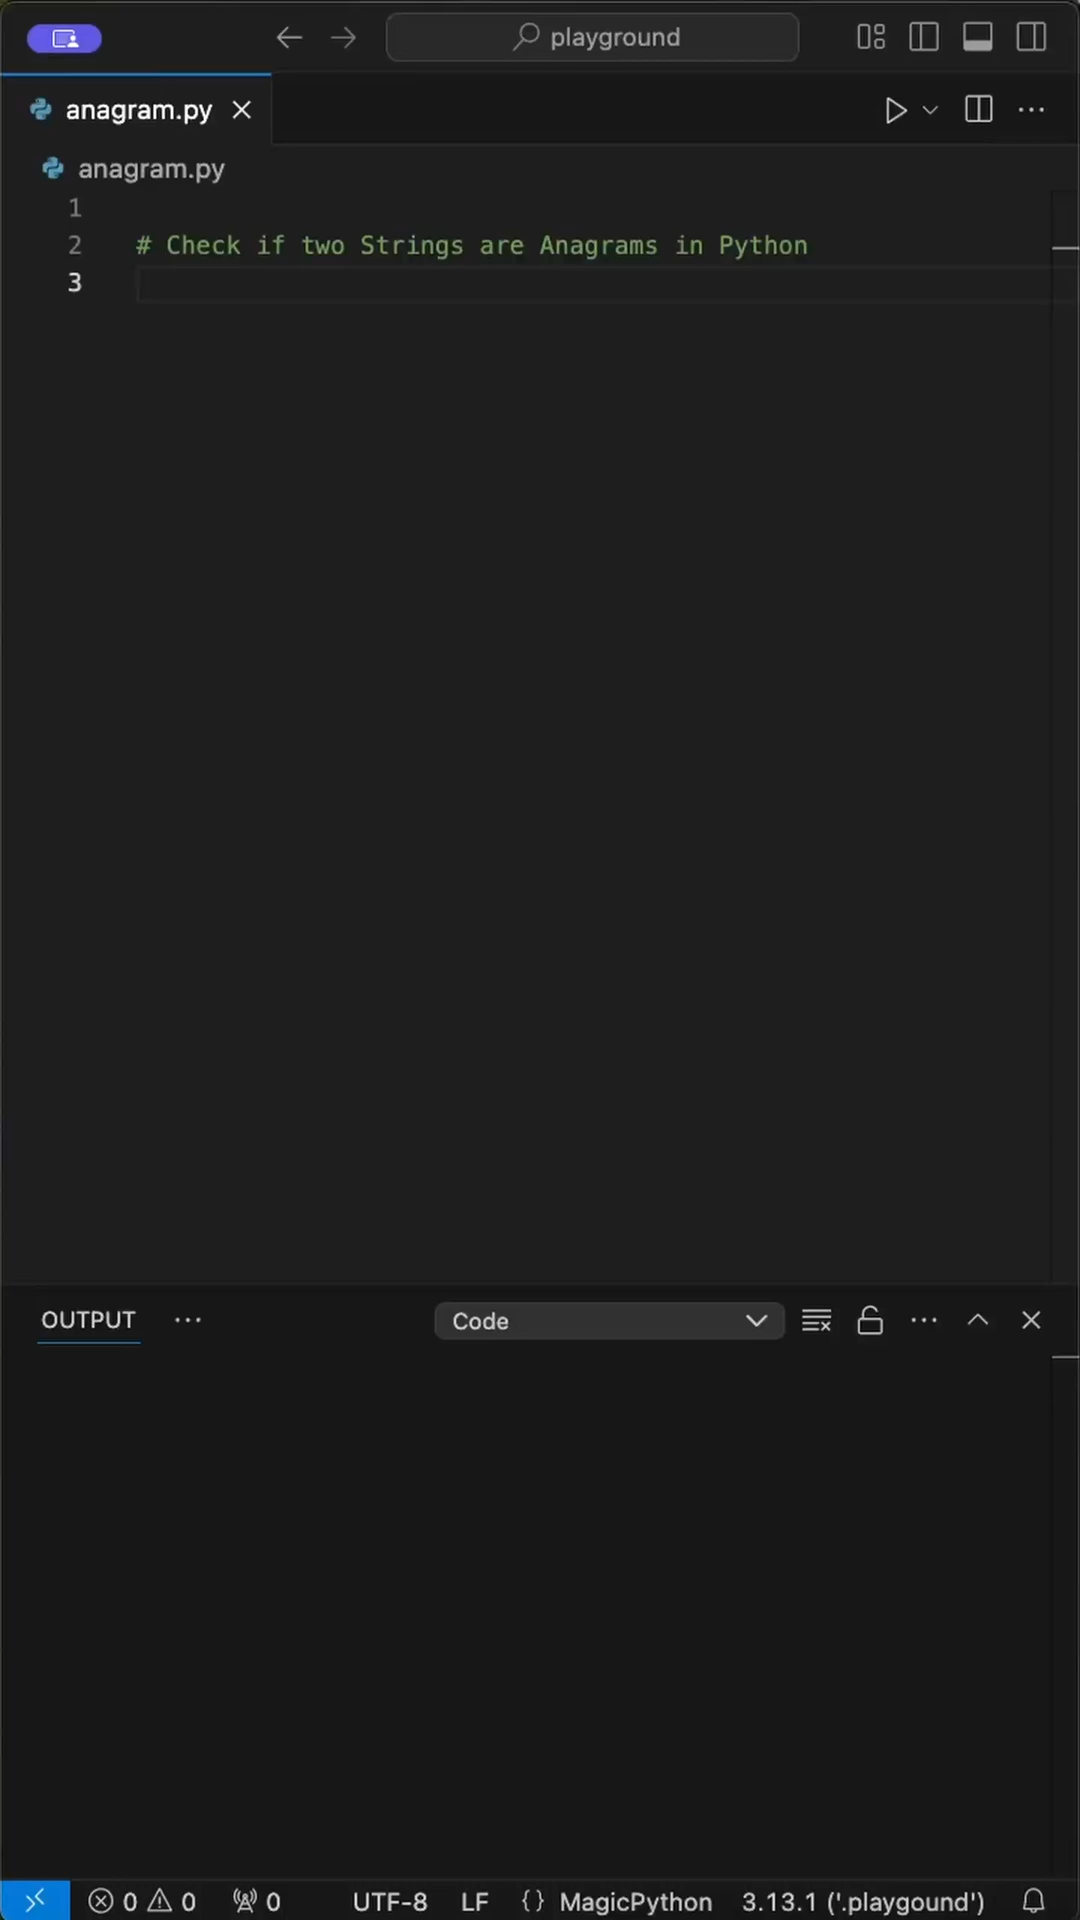 playground
anagram.py
anagram.py
1
2 # Check if two Strings are Anagrams in Python
3
OUTPUT Code
0 0 0 UTF-8 LF {} MagicPython 3.13.1 ('.playgound')